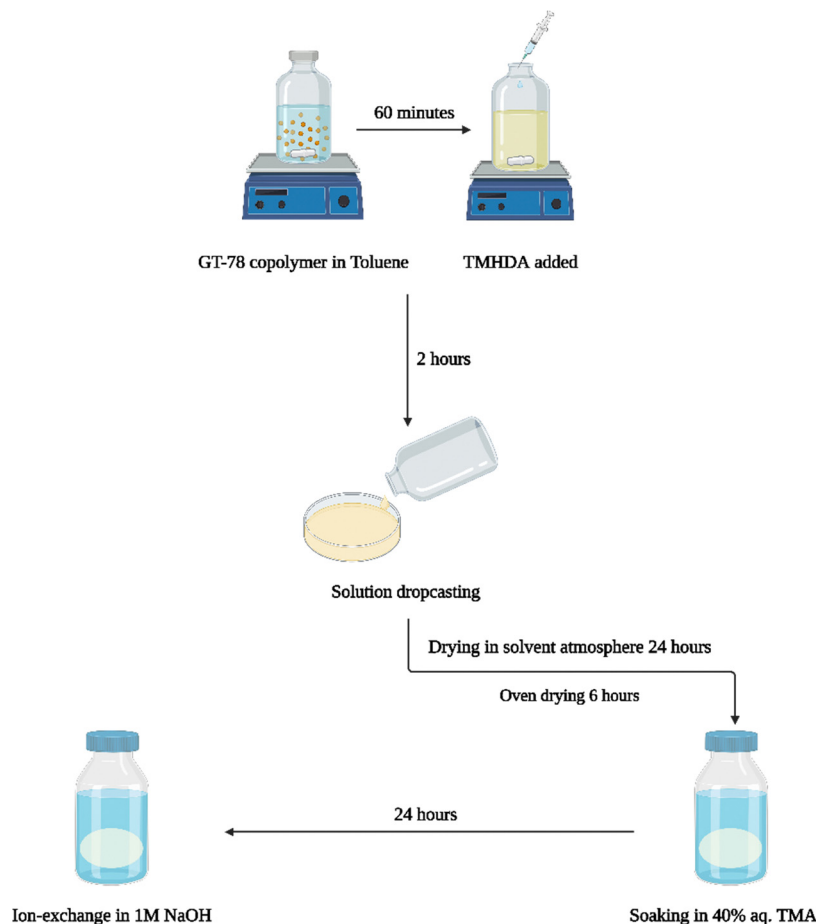 60 minutes
GT-78 copolymer in Toluene
TMHDA added
2 hours
Solution dropcasting
Drying in solvent atmosphere 24 hours
Oven drying 6 hours
24 hours
Ion-exchange in 1M NaOH
Soaking in 40% aq. TMA